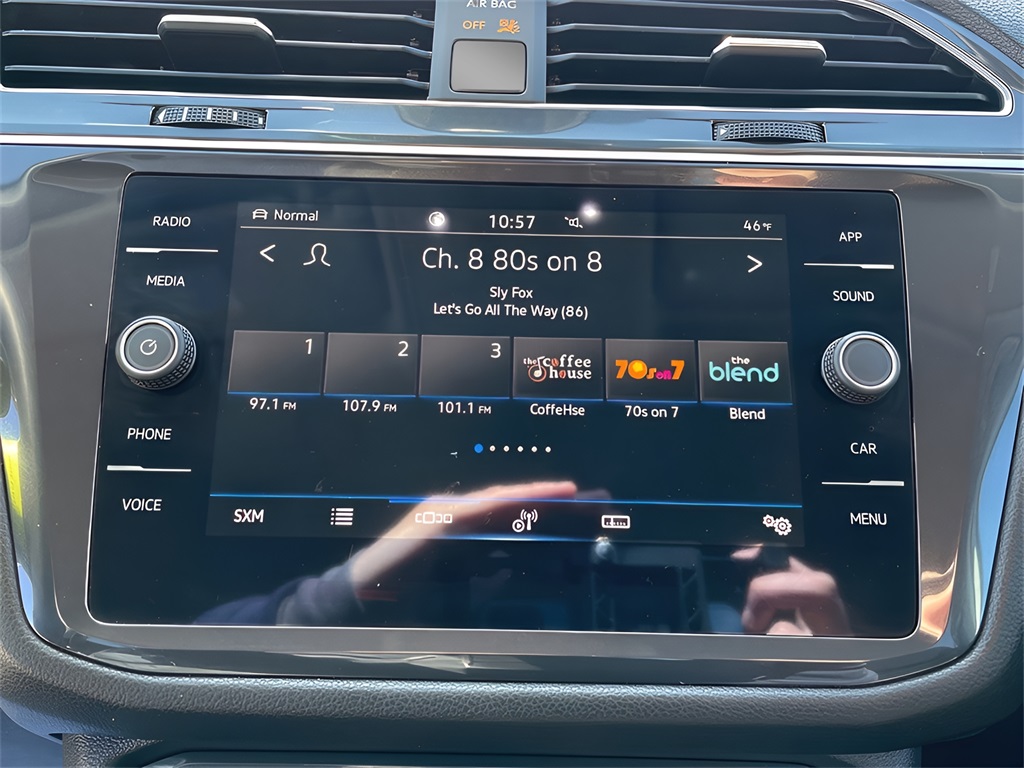 AIR BAG
OFF
RADIO
MEDIA
PHONE
VOICE
Normal
10:57
46°F
Ch. 8 80s on 8
Sly Fox
Let's Go All The Way (86)
1
2
3
the Coffee
house
70s on 7
the
blend
97.1 FM
107.9 FM
101.1 FM
CoffeHse
70s on 7
Blend
SXM
APP
SOUND
CAR
MENU